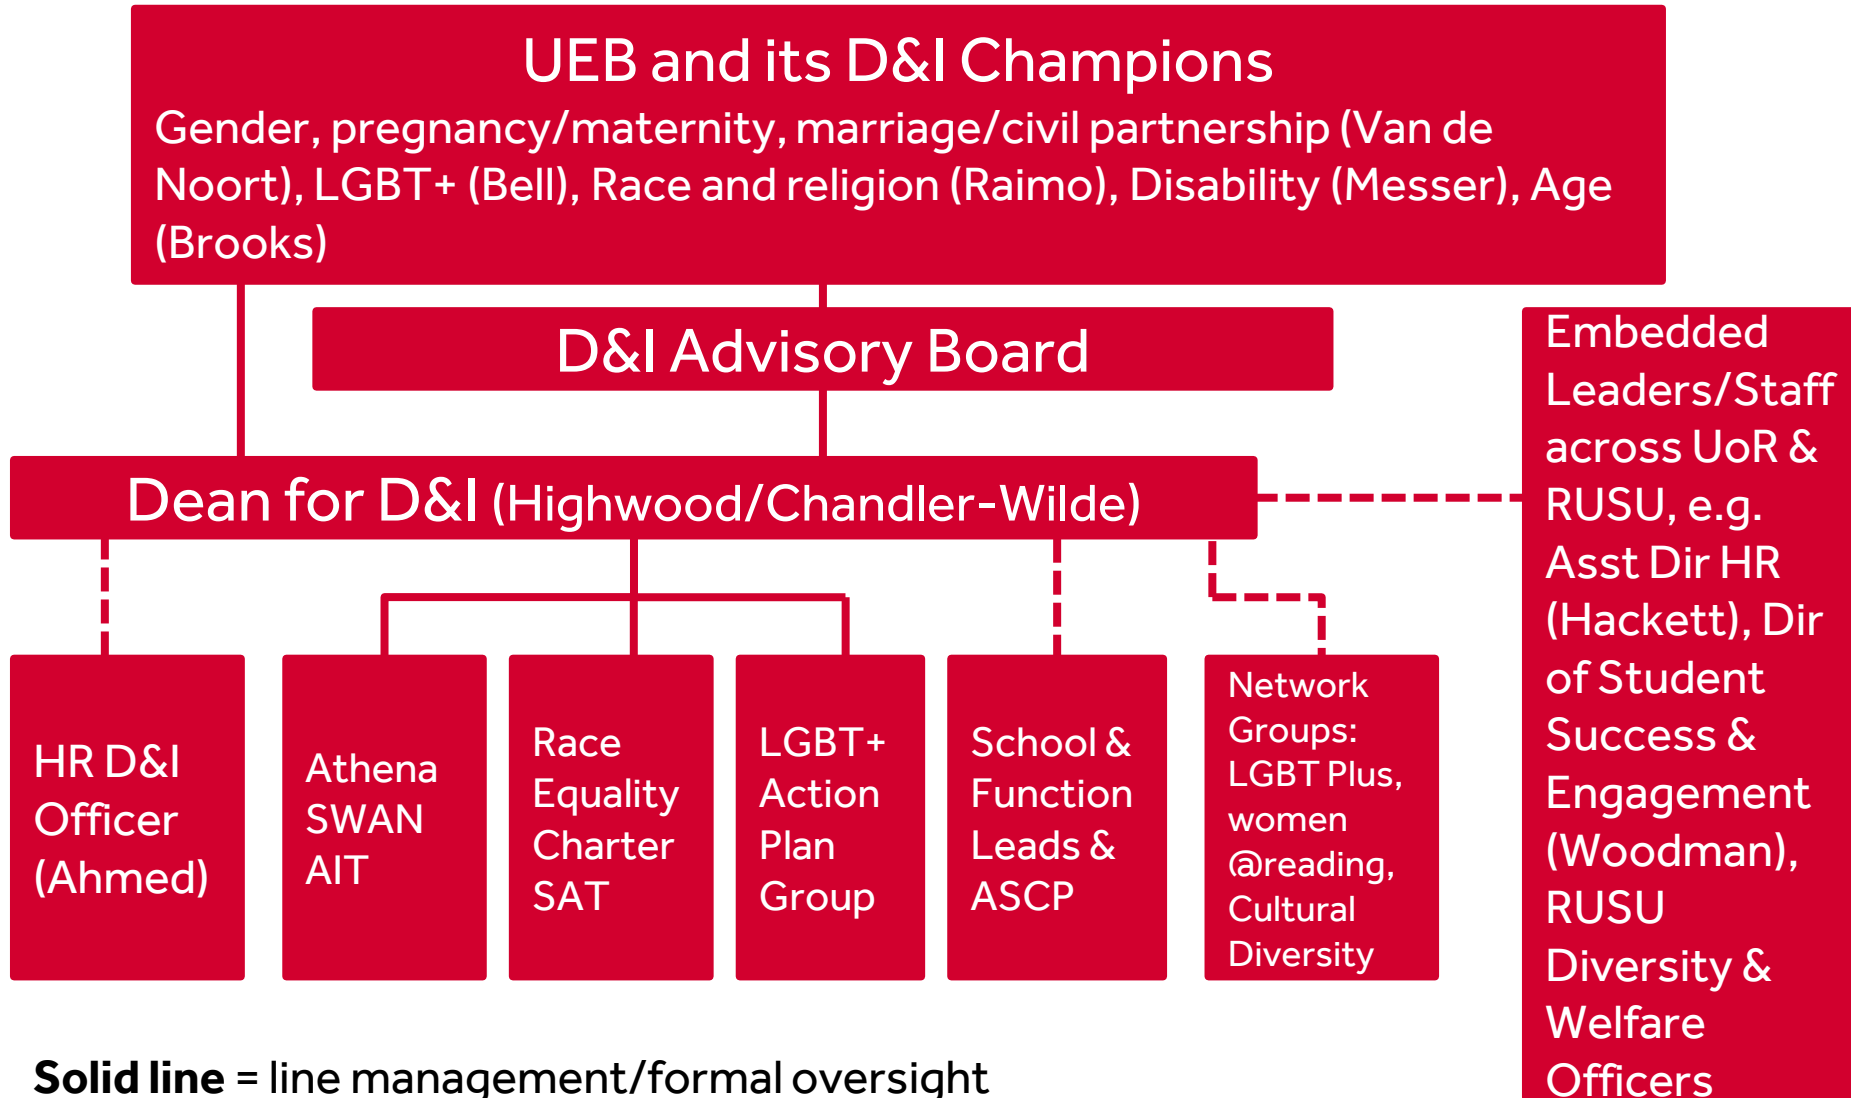 UEB and its D&I Champions
Gender, pregnancy/maternity, marriage/civil partnership (Van de
Noort), LGBT+ (Bell), Race and religion (Raimo), Disability (Messer), Age
(Brooks)
D&I Advisory Board
Dean for D&I (Highwood/Chandler-Wilde)
HR D&I
Officer
(Ahmed)
Athena
SWAN
AIT
Race
Equality
Charter
SAT
LGBT+
Action
Plan
Group
School &
Function
Leads &
ASCP
Network
Groups:
LGBT Plus,
women
@reading,
Cultural
Diversity
Embedded
Leaders/Staff
across UoR &
RUSU, e.g.
Asst Dir HR
(Hackett), Dir
of Student
Success &
Engagement
(Woodman),
RUSU
Diversity &
Welfare
Officers
Solid line = line management/formal oversight